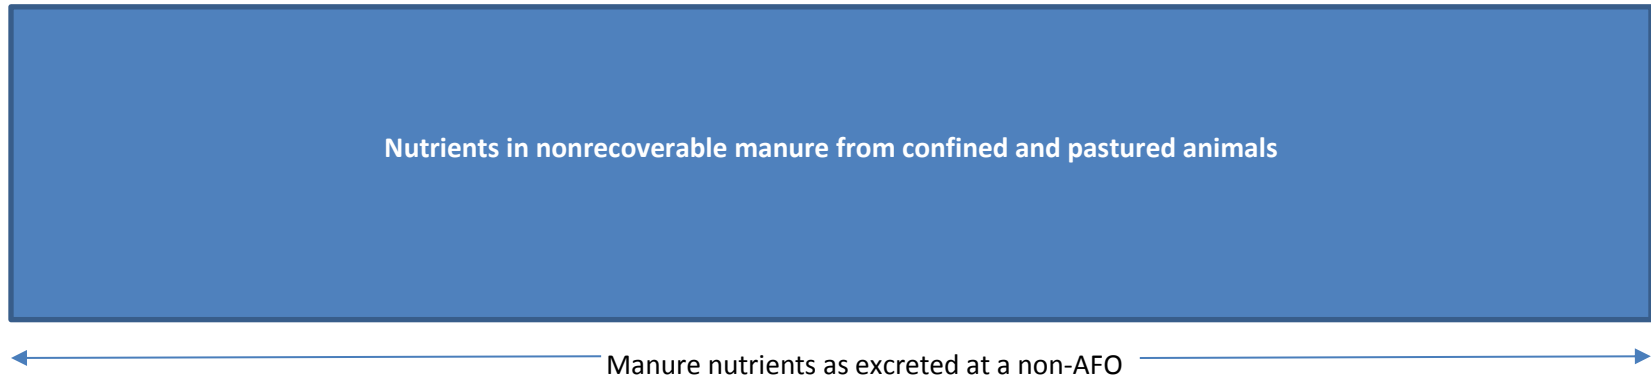 Nutrients in nonrecoverable manure from confined and pastured animals
Manure nutrients as excreted at a non-AFO